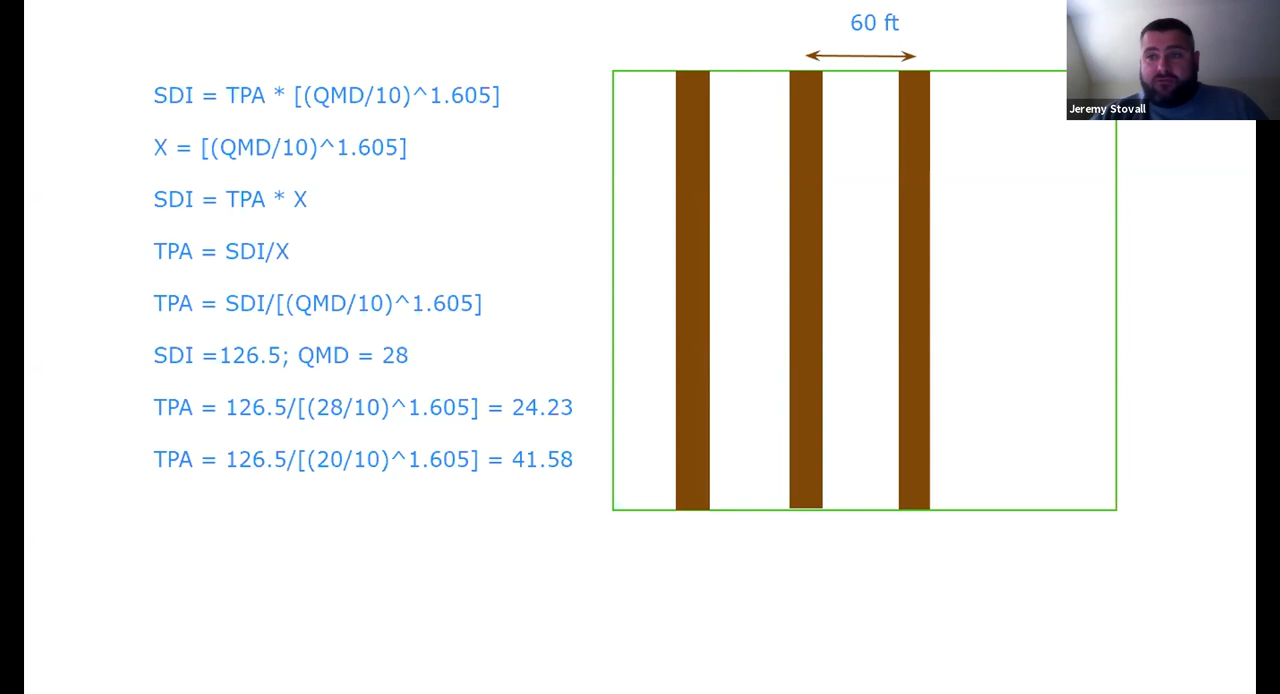 60 ft
Jeremy Stovall
SDI = TPA * [(QMD/10)^1.605]
X = [(QMD/10)^1.605]
SDI = TPA * X
TPA = SDI/X
TPA = SDI/[(QMD/10)^1.605]
SDI =126.5; QMD = 28
TPA = 126.5/[(28/10)^1.605] = 24.23
TPA = 126.5/[(20/10)^1.605] = 41.58